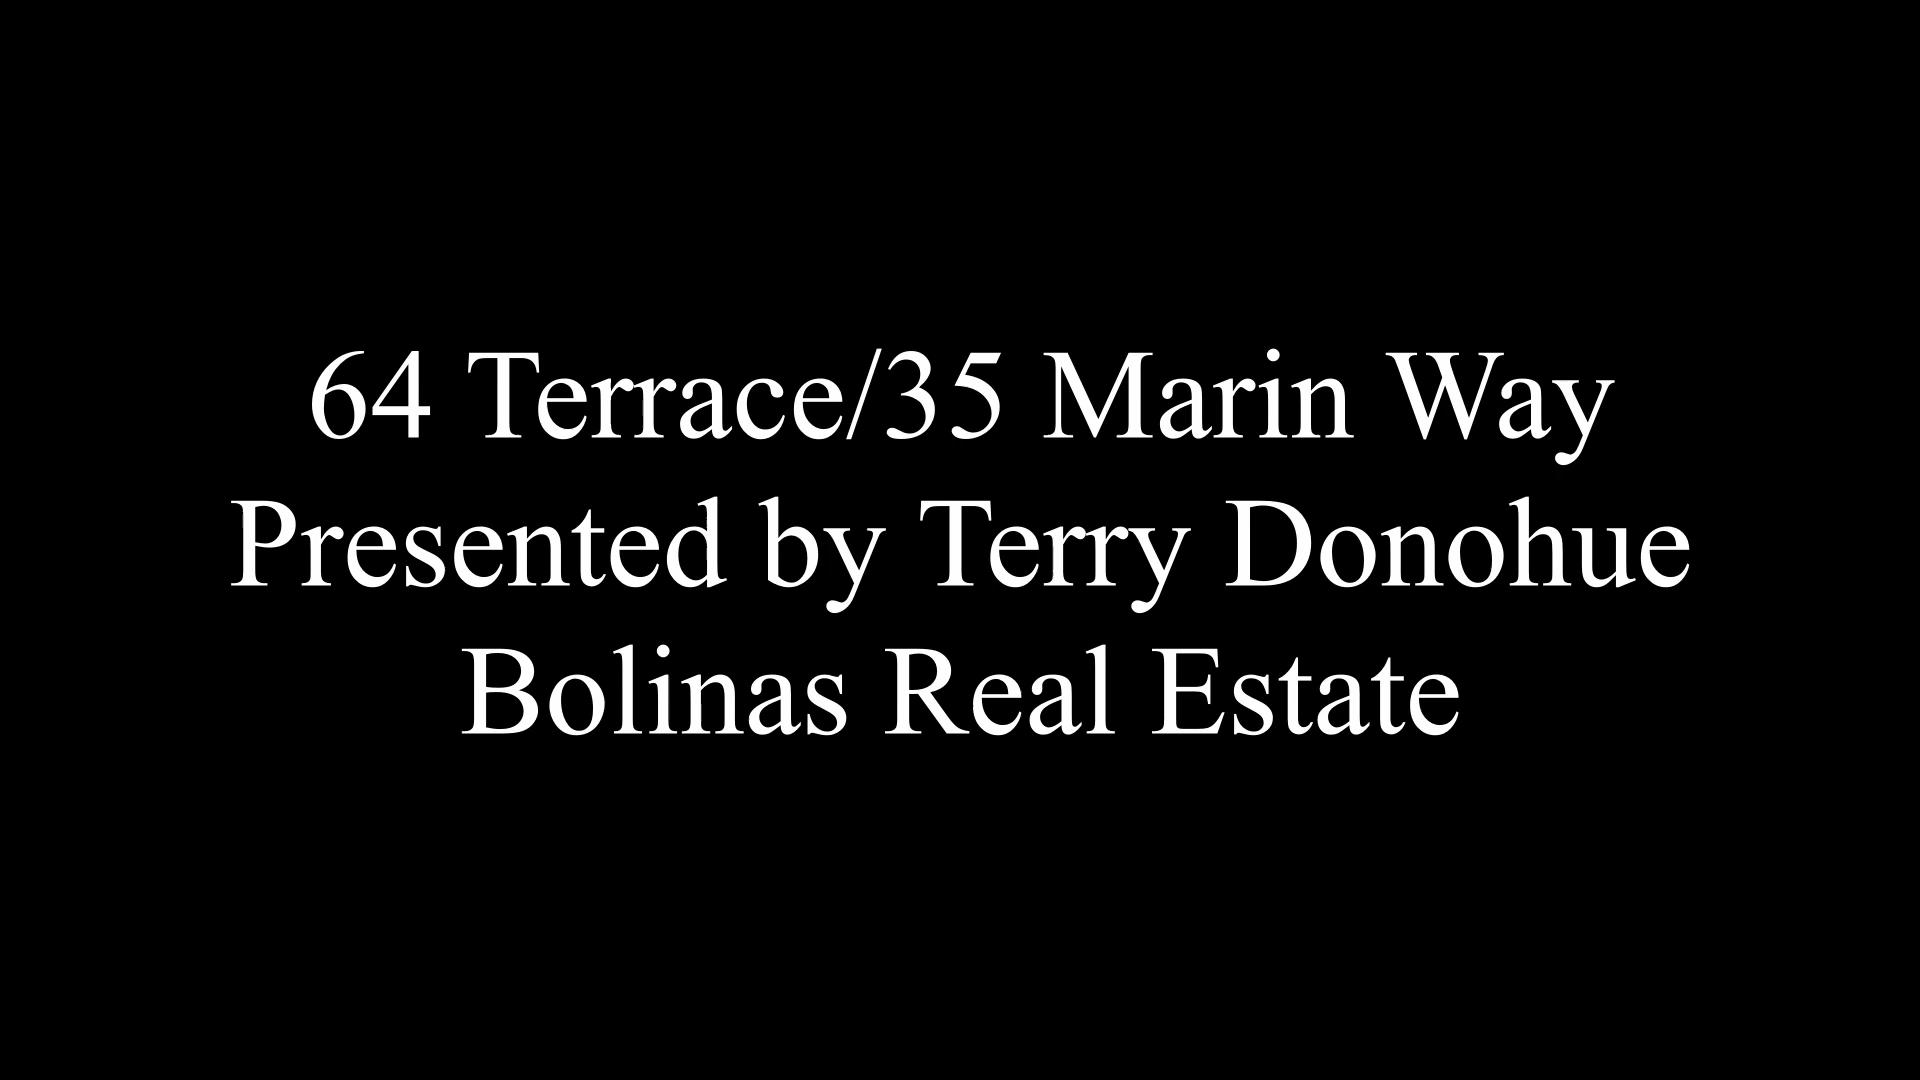 64 Terrace/35 Marin Way
Presented by Terry Donohue
Bolinas Real Estate